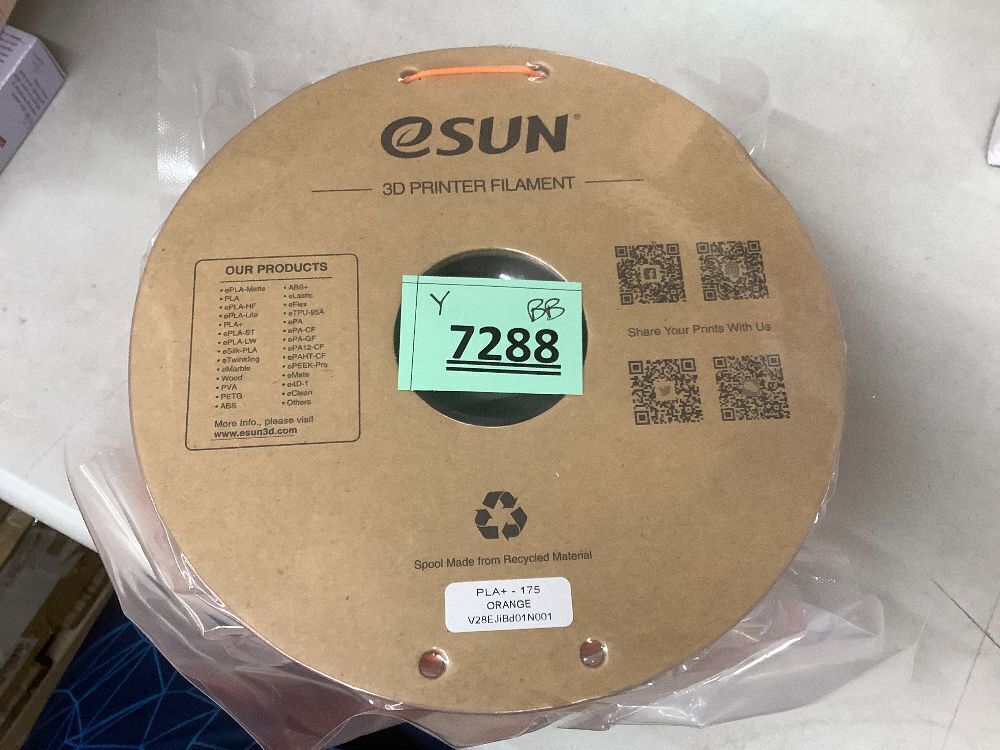 eSUN®
3D PRINTER FILAMENT
OUR PRODUCTS
• ePLA-Matte
• PLA
• ePLA-HF
• ePLA-Lite
• PLA+
• ePLA-ST
• ePLA-LW
• eSilk-PLA
• eTwinkling
• eMarble
• Wood
• PVA
• PETG
• ABS
• ABS+
• eLastic
• eFlex
• eTPU-95A
• ePA
• ePA-CF
• ePA-GF
• ePA12-CF
• ePAHT-CF
• ePEEK-Pro
• eMate
• e4D-1
• eClean
• Others
More info., please visit
www.esun3d.com
Y BB
7288
Share Your Prints With Us
Spool Made from Recycled Material
PLA+ - 175
ORANGE
V28EJiBd01N001